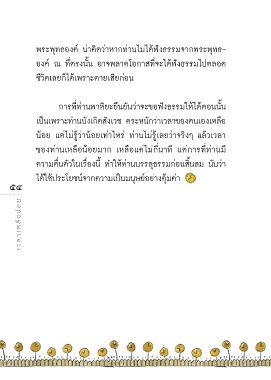 พระพุทธองค์ น่าคิดว่าหากท่านไม่ได้ฟังธรรมจากพระพุทธ-
องค์ ณ ที่ตรงนั้น อาจพลาดโอกาสที่จะได้ฟังธรรมไปตลอด
ชีวิตเลยก็ได้เพราะตายเสียก่อน
การที่ท่านพาหิยะยืนยันว่าจะขอฟังธรรมให้ได้ตอนนั้น
เป็นเพราะท่านบังเกิดสังเวช ตระหนักว่าเวลาของตนเองเหลือ
น้อย แต่ไม่รู้ว่าน้อยเท่าไหร่ ท่านไม่รู้เลยว่าจริงๆ แล้วเวลา
ของท่านเหลือน้อยมาก เหลือแค่ไม่กี่นาที แต่การที่ท่านมี
ความตื่นตัวในเรื่องนี้ ทำให้ท่านบรรลุธรรมก่อนสิ้นลม นับว่า
ได้ใช้ประโยชน์จากความเป็นมนุษย์อย่างคุ้มค่า
๕๔
เวลาเหลือน้อย